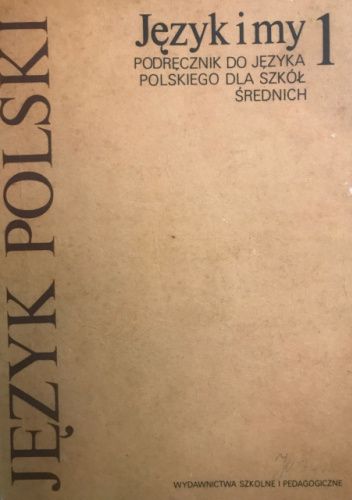 JĘZYK POLSKI
Język i my 1
PODRĘCZNIK DO JĘZYKA
POLSKIEGO DLA SZKÓŁ
ŚREDNICH
WYDAWNICTWA SZKOLNE I PEDAGOGICZNE